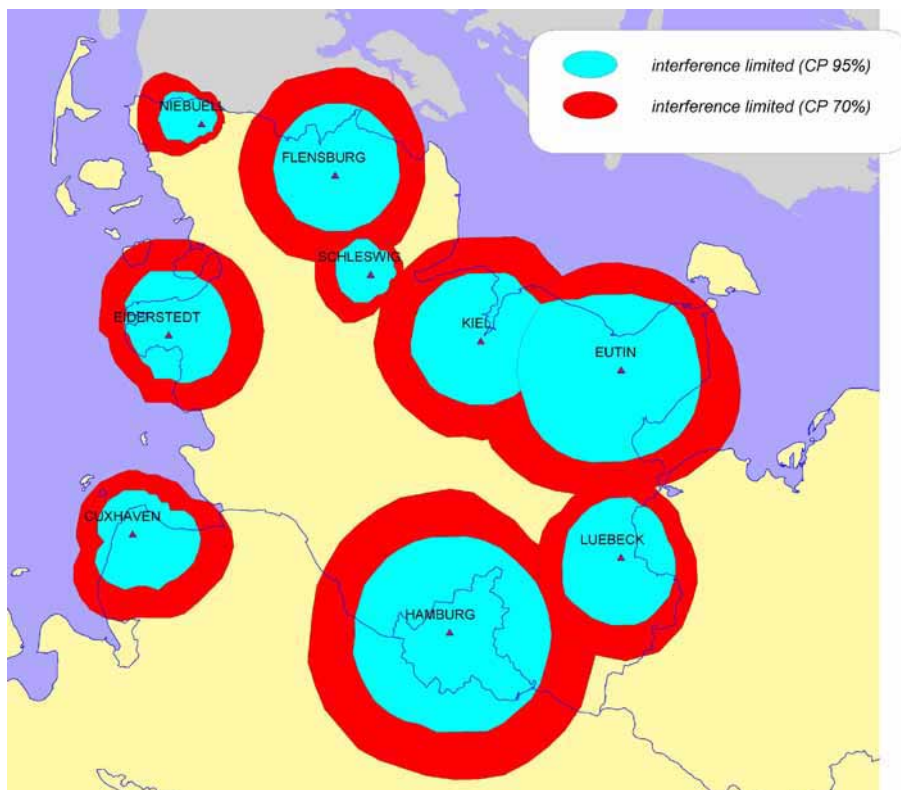 interference limited (CP 95%)
interference limited (CP 70%)
NIEBUELL
FLENSBURG
SCHLESWIG
EIDERSTEDT
KIEL
EUTIN
CUXHAVEN
LUEBECK
HAMBURG